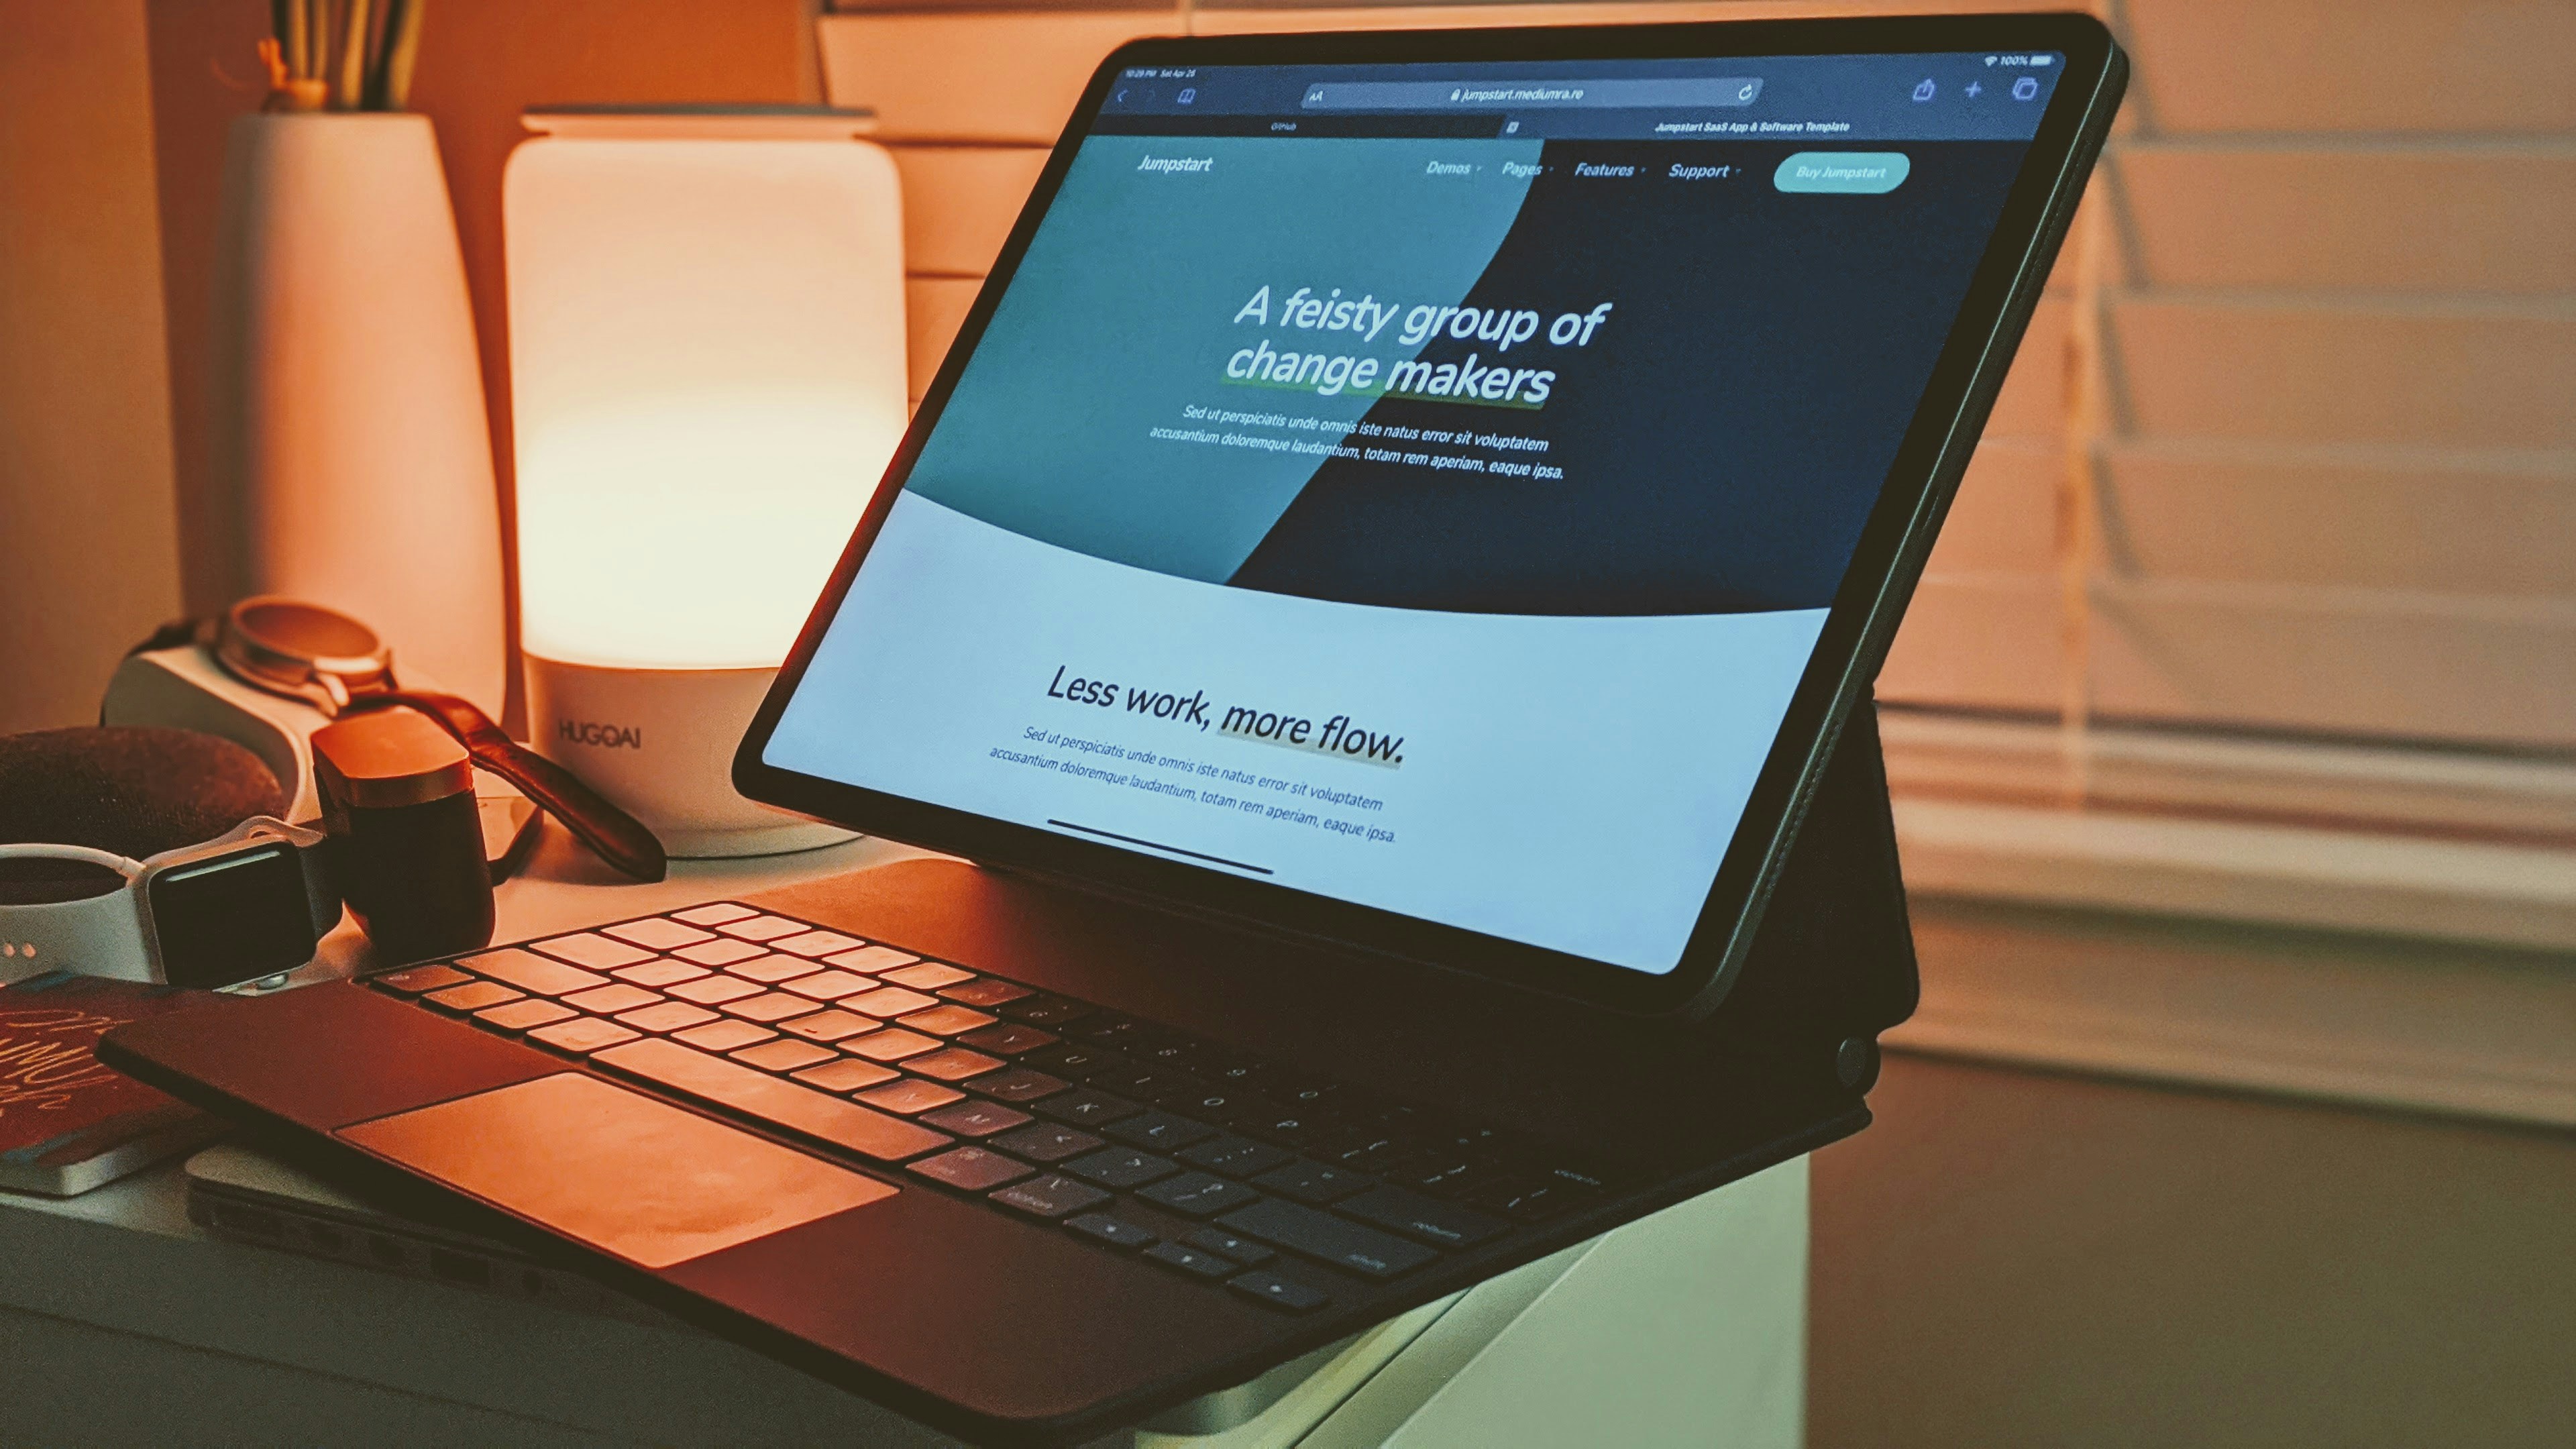 10:29 PM Sat Apr 25
100%
AA jumpstart.mediumra.re
GitHub
Jumpstart SaaS App & Software Template
Jumpstart
Demos Pages Features Support Buy Jumpstart
A feisty group of
change makers
Sed ut perspiciatis unde omnis iste natus error sit voluptatem
accusantium doloremque laudantium, totam rem aperiam, eaque ipsa.
Less work, more flow.
Sed ut perspiciatis unde omnis iste natus error sit voluptatem
accusantium doloremque laudantium, totam rem aperiam, eaque ipsa.
HUGOAI